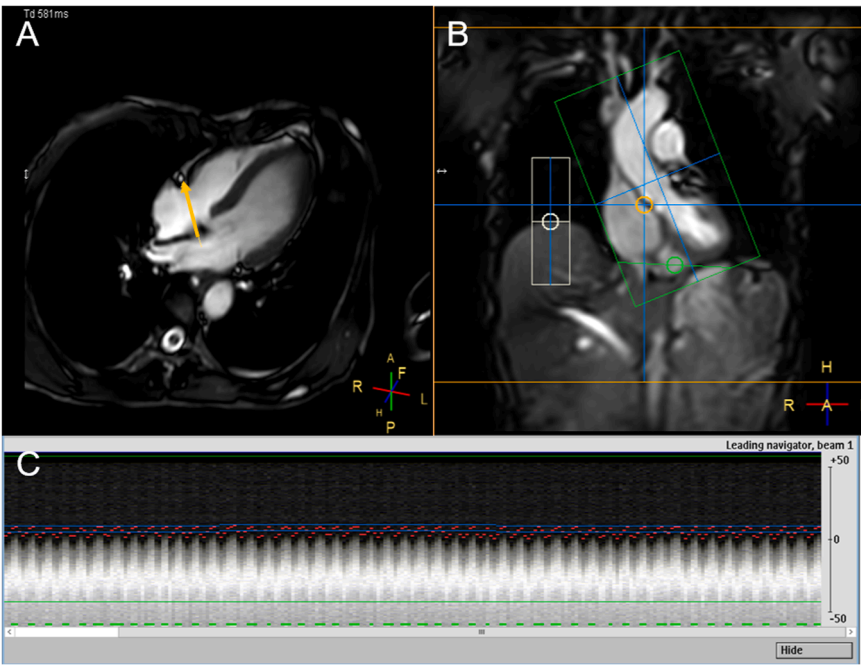 Td 581ms
A
B
A
F
R
L
H
P
H
R
A
C
Leading navigator, beam 1
+50
-0
-50
Hide